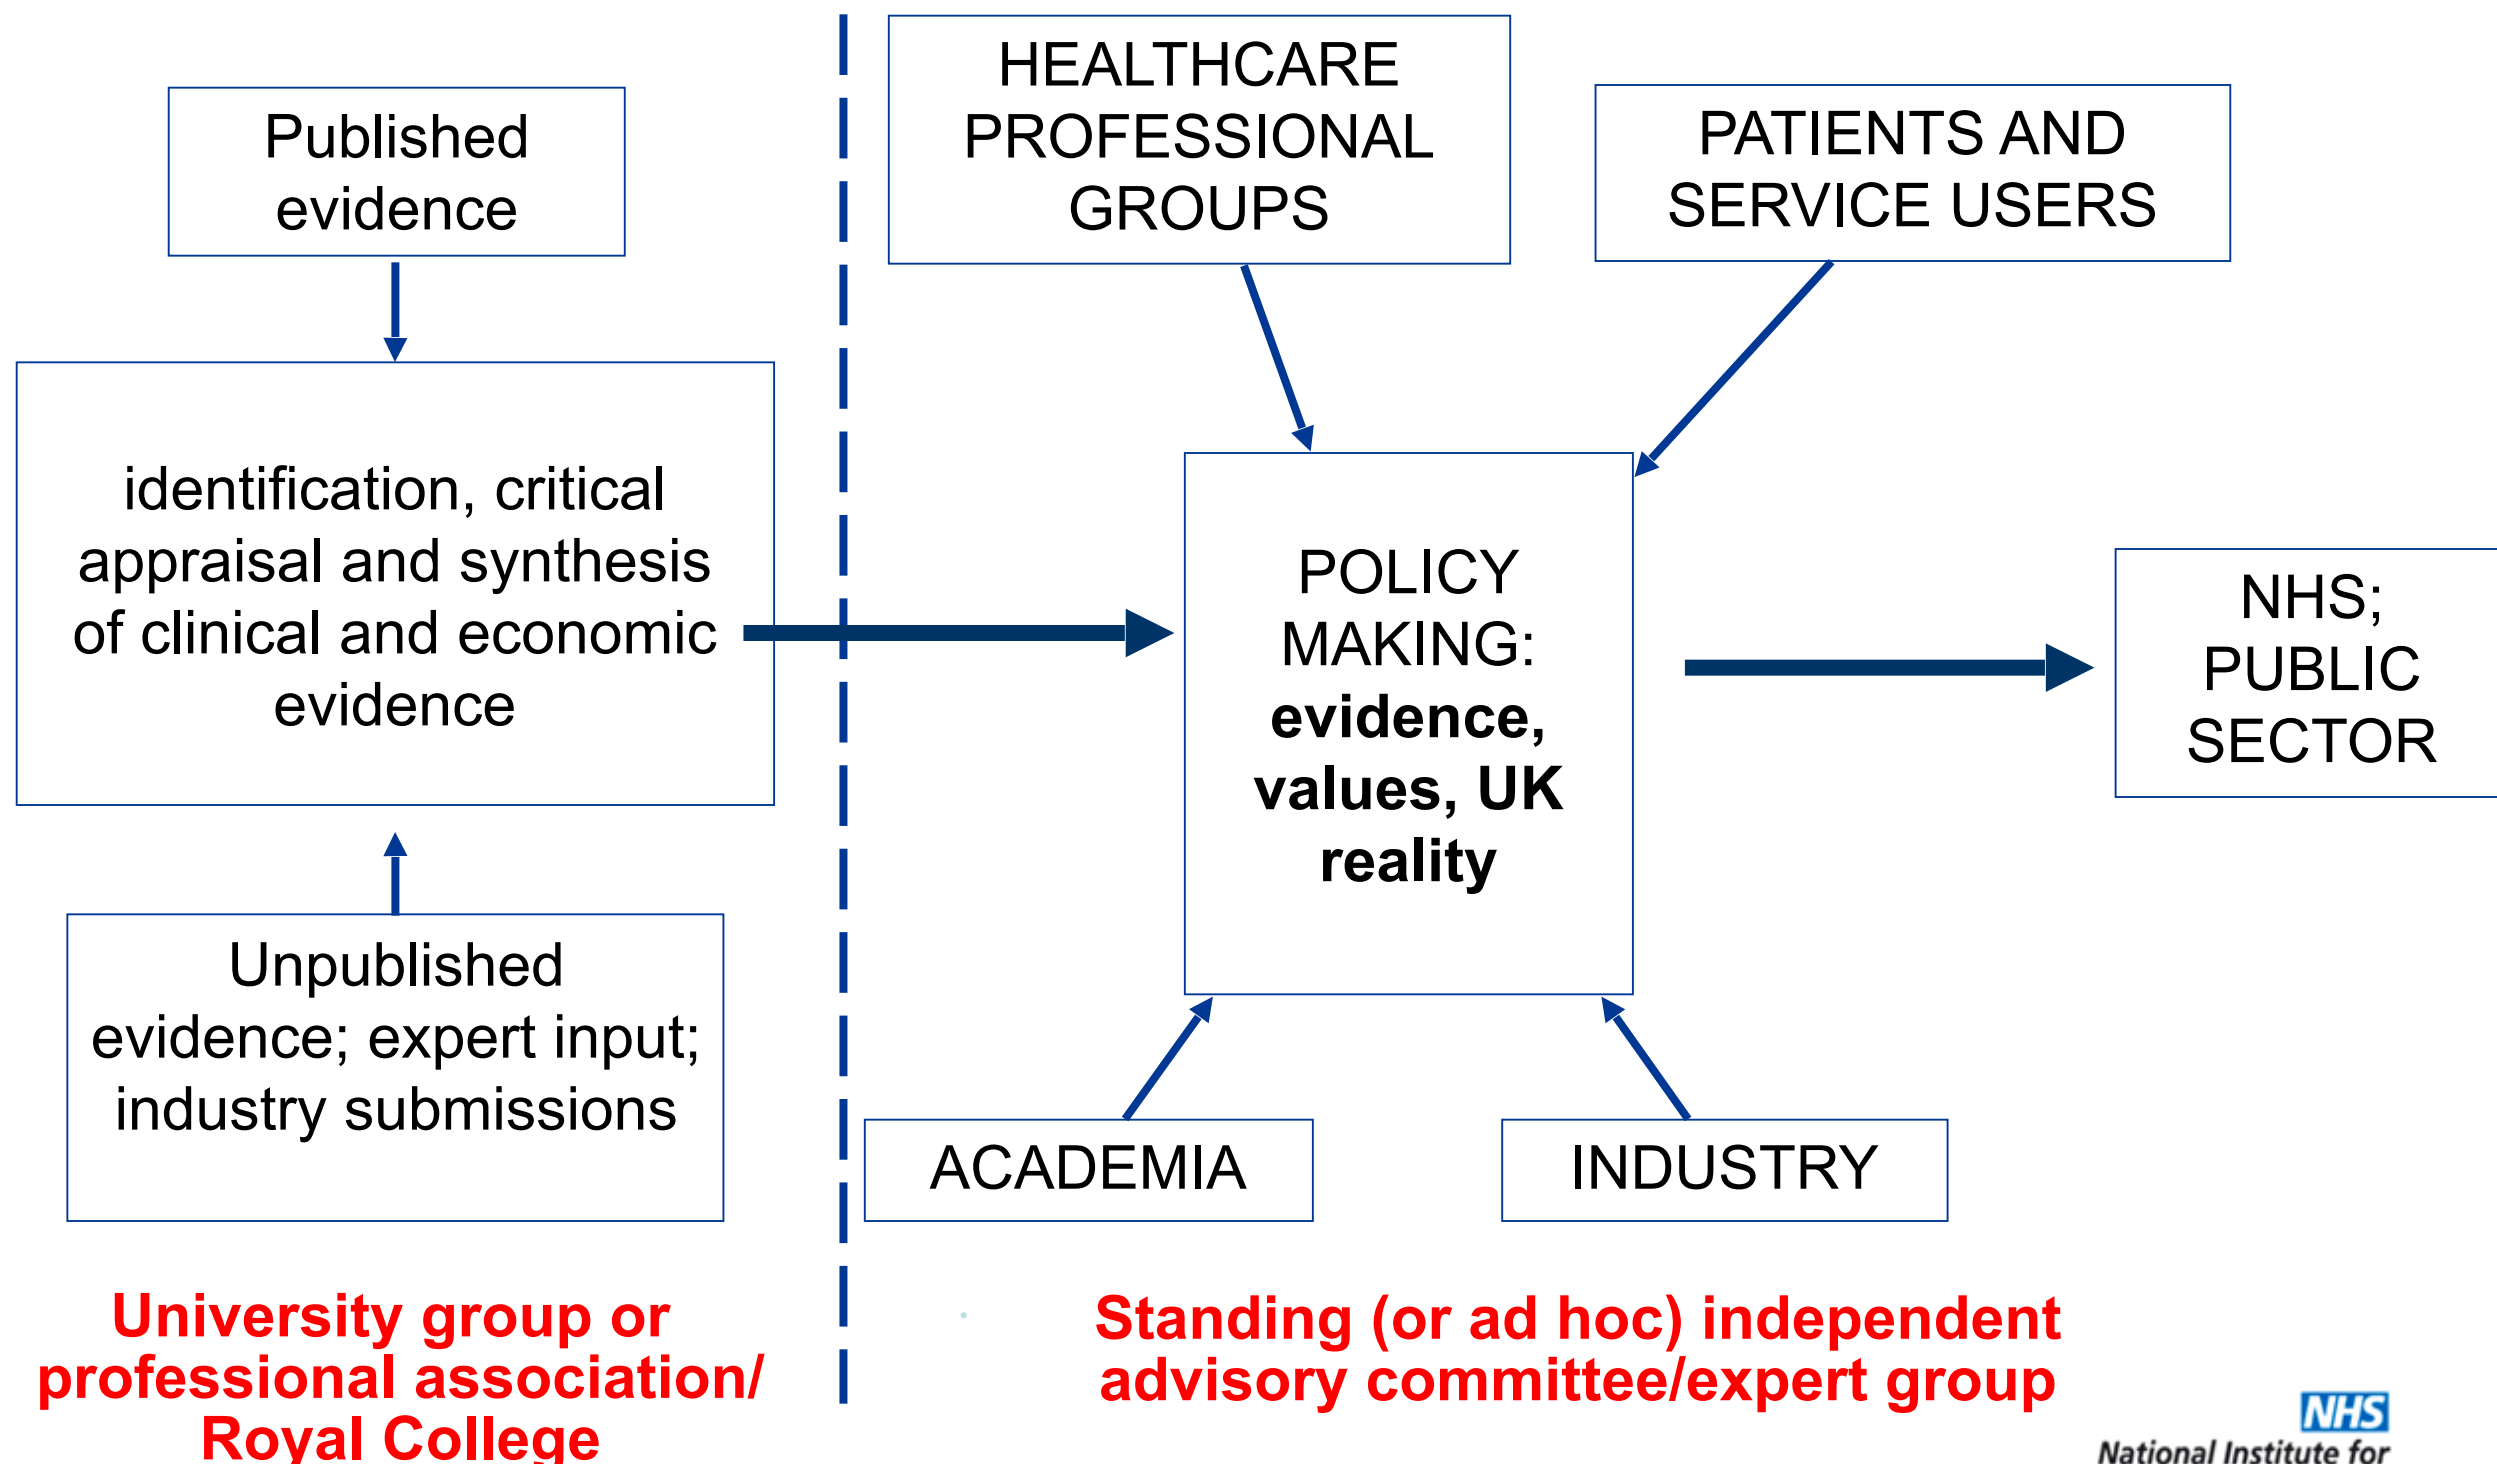 Published
evidence
identification, critical
appraisal and synthesis
of clinical and economic
evidence
Unpublished
evidence; expert input;
industry submissions
University group or
professional association/
Royal College
HEALTHCARE
PROFESSIONAL
GROUPS
PATIENTS AND
SERVICE USERS
POLICY
MAKING:
evidence,
values, UK
reality
NHS;
PUBLIC
SECTOR
ACADEMIA
INDUSTRY
Standing (or ad hoc) independent
advisory committee/expert group
NHS
National Institute for